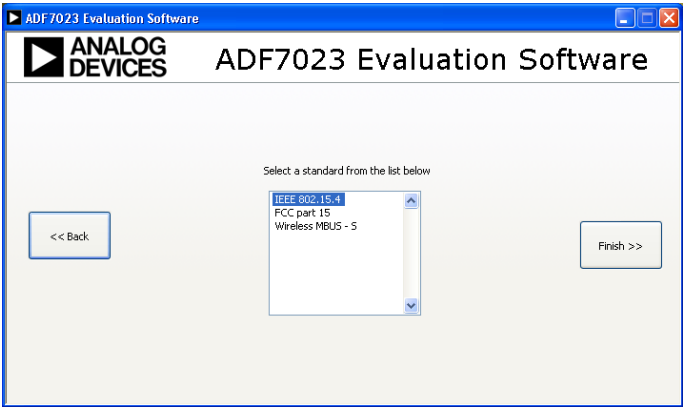 ADF7023 Evaluation Software
ANALOG
DEVICES
ADF7023 Evaluation Software
Select a standard from the list below
IEEE 802.15.4
FCC part 15
Wireless MBUS - S
<< Back
Finish >>